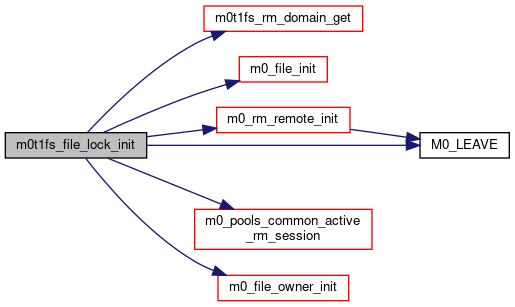 m0t1fs_rm_domain_get
m0_file_init
m0_rm_remote_init
m0t1fs_file_lock_init
M0_LEAVE
m0_pools_common_active
_rm_session
m0_file_owner_init